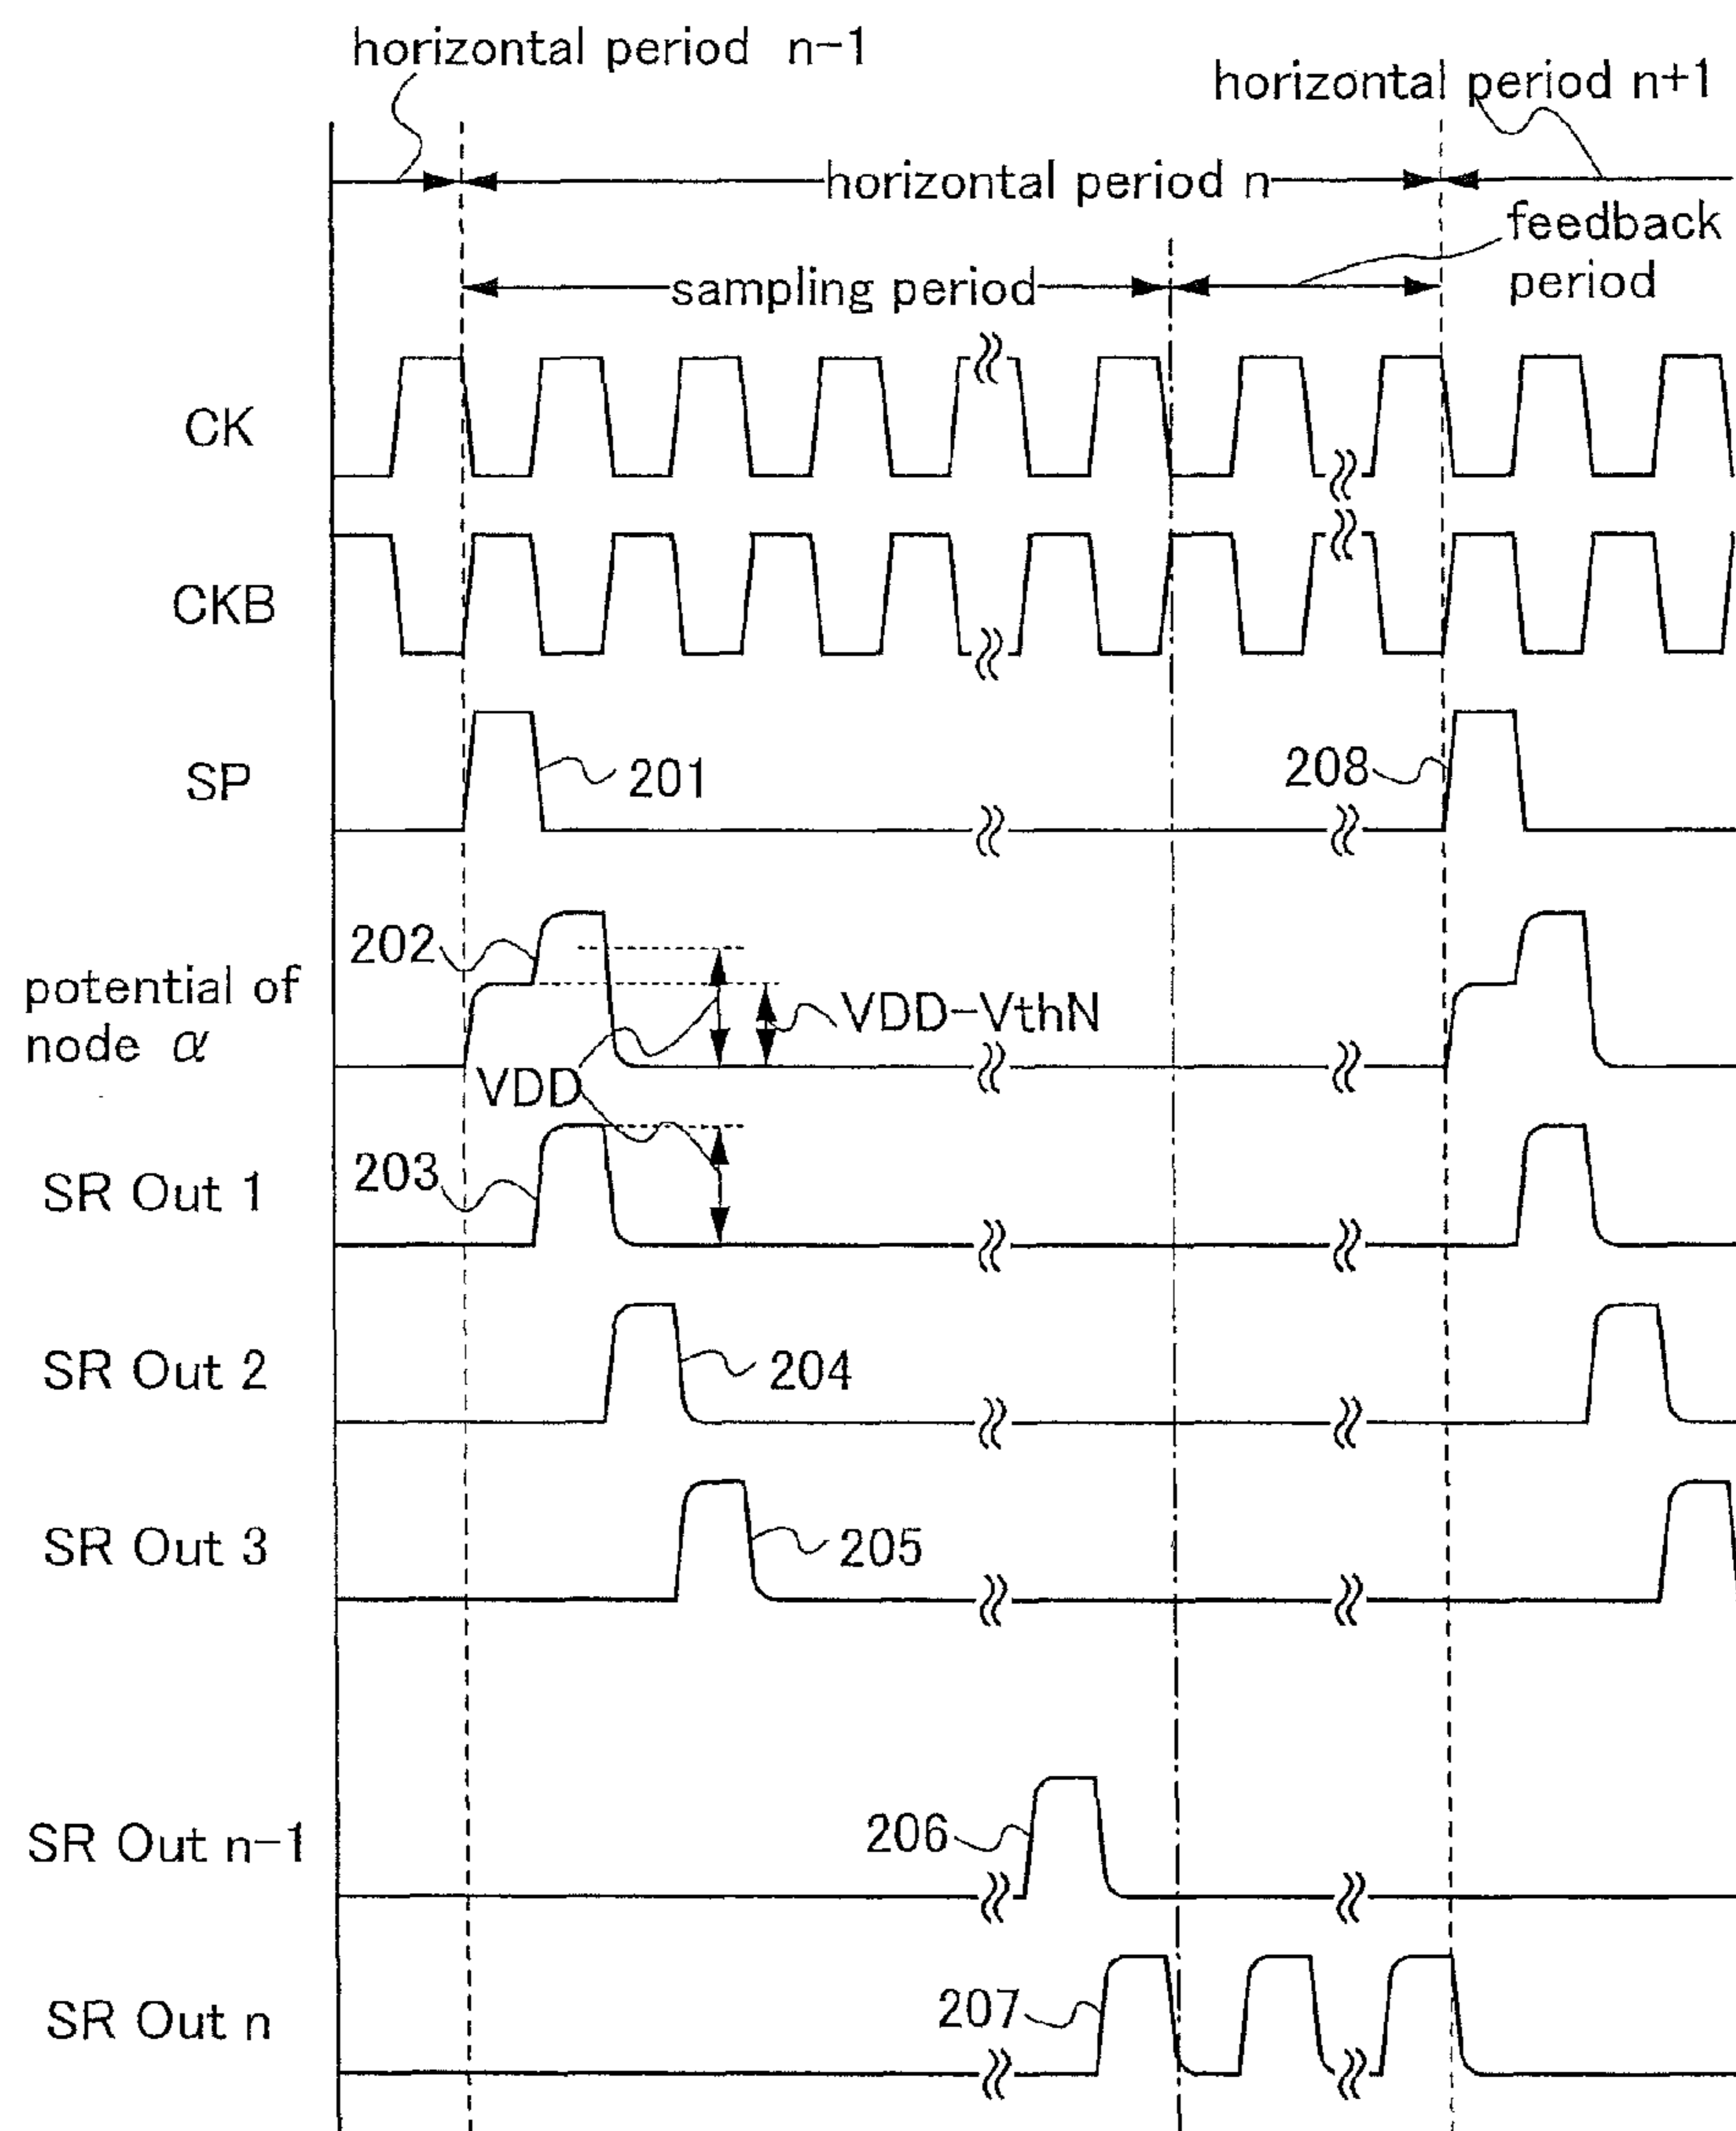 horizontal period n-1
horizontal period n+1
horizontal period n
feedback
period
sampling period
CK
CKB
SP
201
208
202
potential of
node α
VDD-VthN
VDD
203
SR Out 1
SR Out 2
204
SR Out 3
205
206
SR Out n-1
207
SR Out n